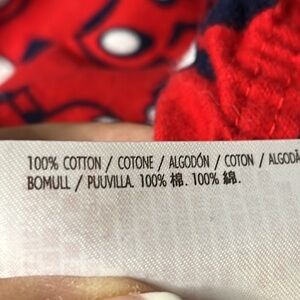 100% COTTON / COTONE / ALGODÓN / COTON / ALGODÃ
BOMULL / PUUVILLA. 100% 棉. 100% 綿.